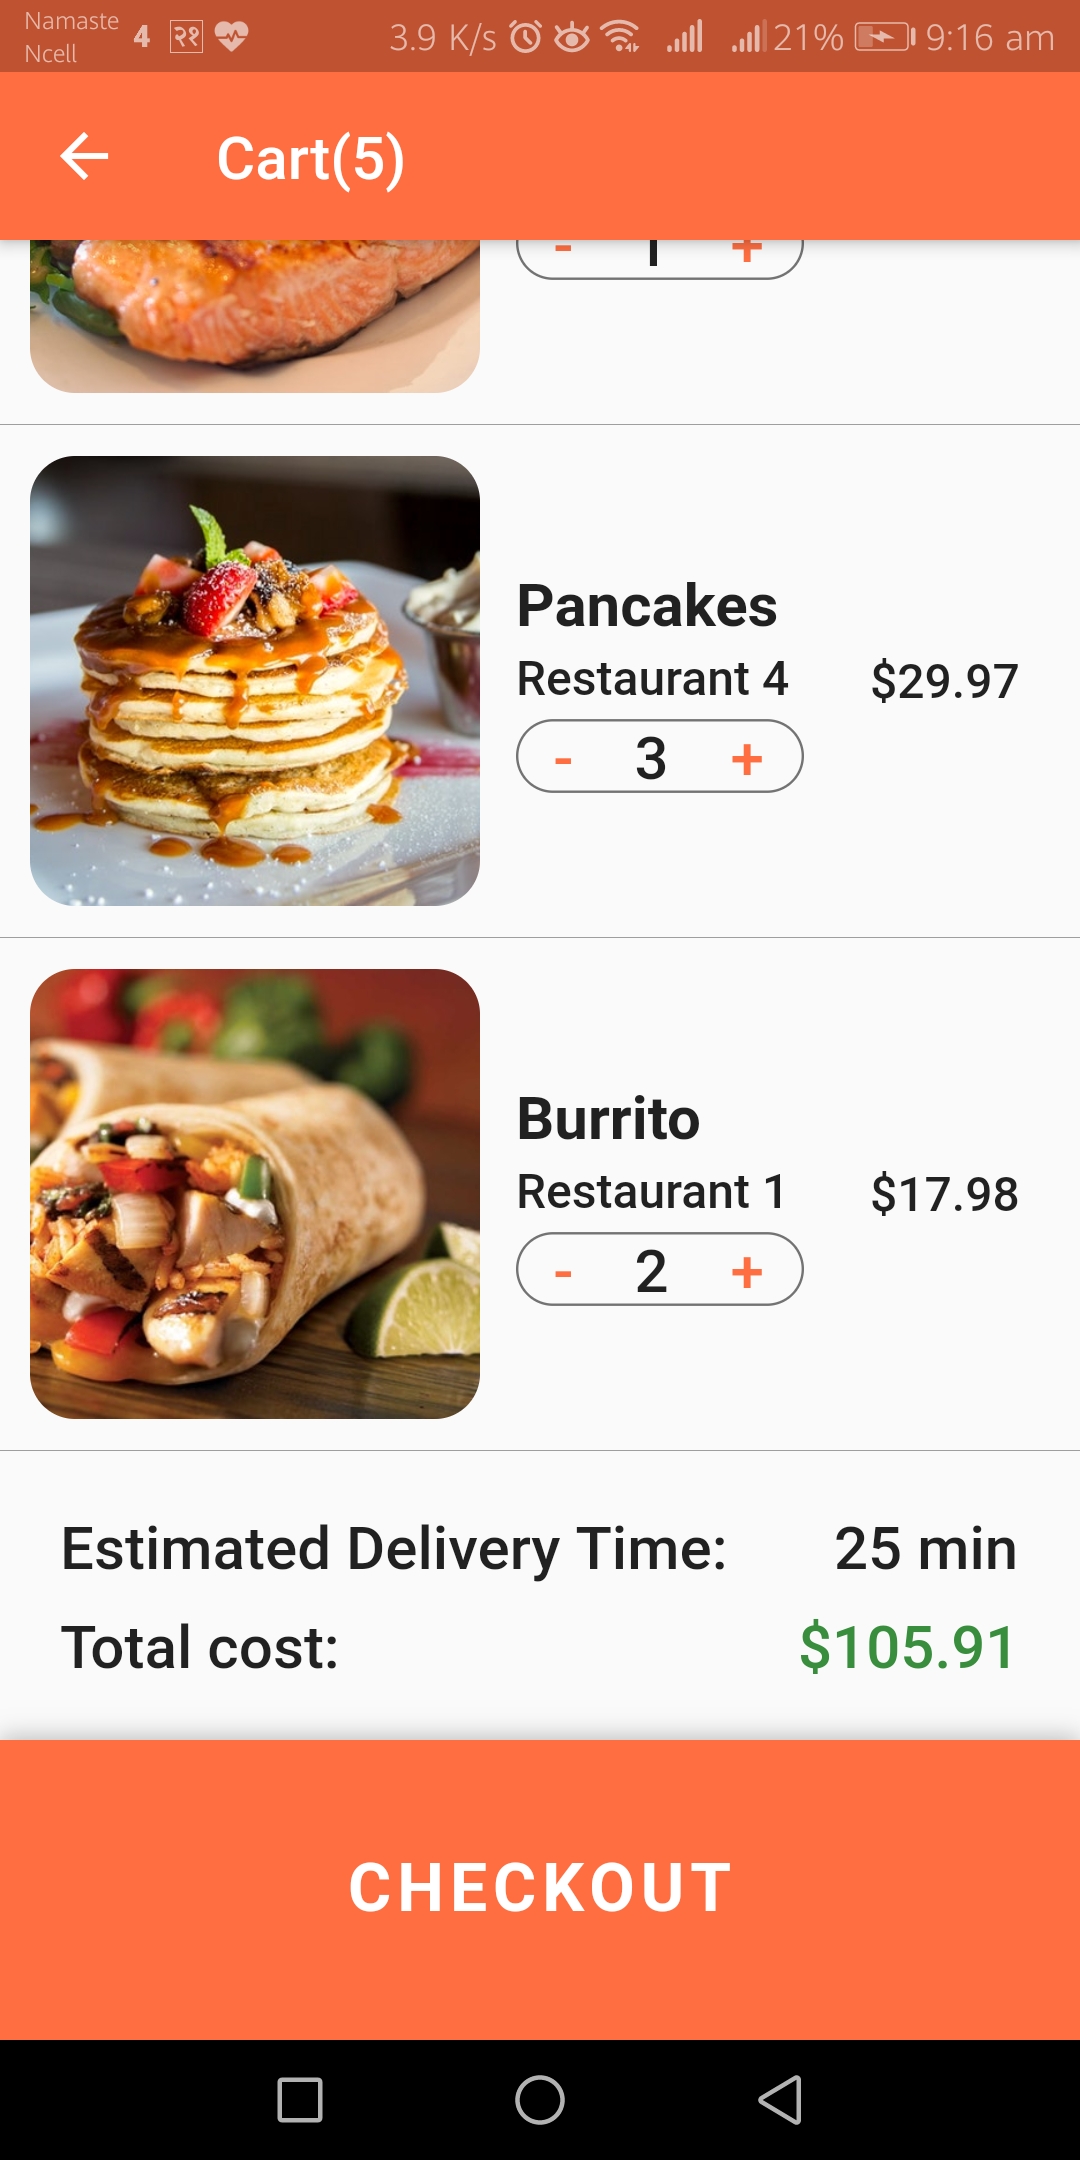 Namaste
Ncell
4 २१ 3.9 K/s 21% 9:16 am
Cart(5)
- 1 +
Pancakes
Restaurant 4 $29.97
- 3 +
Burrito
Restaurant 1 $17.98
- 2 +
Estimated Delivery Time: 25 min
Total cost: $105.91
CHECKOUT